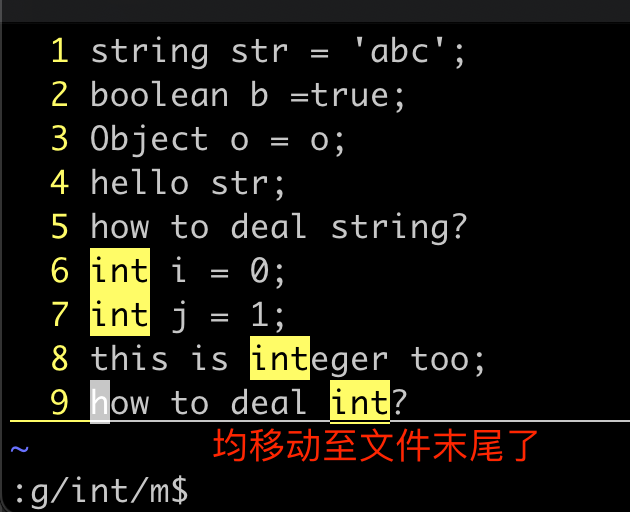 1 string str = 'abc';
2 boolean b =true;
3 Object o = o;
4 hello str;
5 how to deal string?
6 int i = 0;
7 int j = 1;
8 this is integer too;
9 how to deal int?
~ 均移动至文件末尾了
:g/int/m$